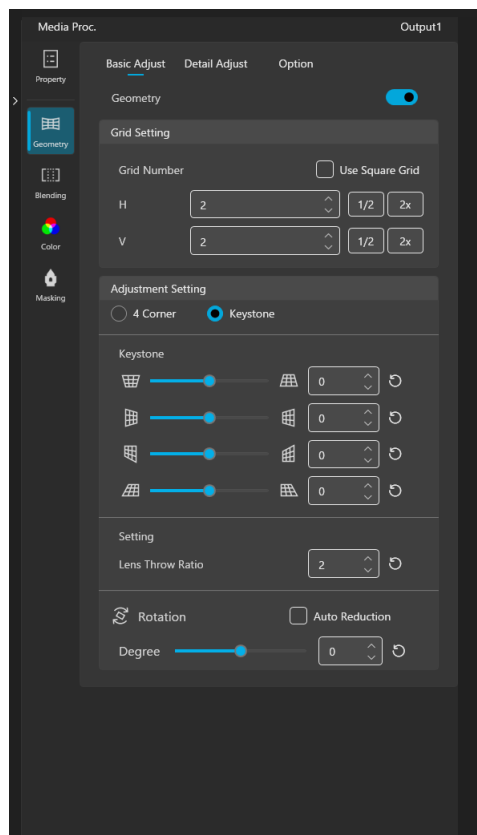 Media Proc. Output1
Property
Basic Adjust Detail Adjust Option
Geometry
Geometry
Grid Setting
Grid Number Use Square Grid
H 2 1/2 2x
V 2 1/2 2x
Blending
Color
Masking
Adjustment Setting
4 Corner Keystone
Keystone
0
0
0
0
Setting
Lens Throw Ratio 2
Rotation Auto Reduction
Degree 0